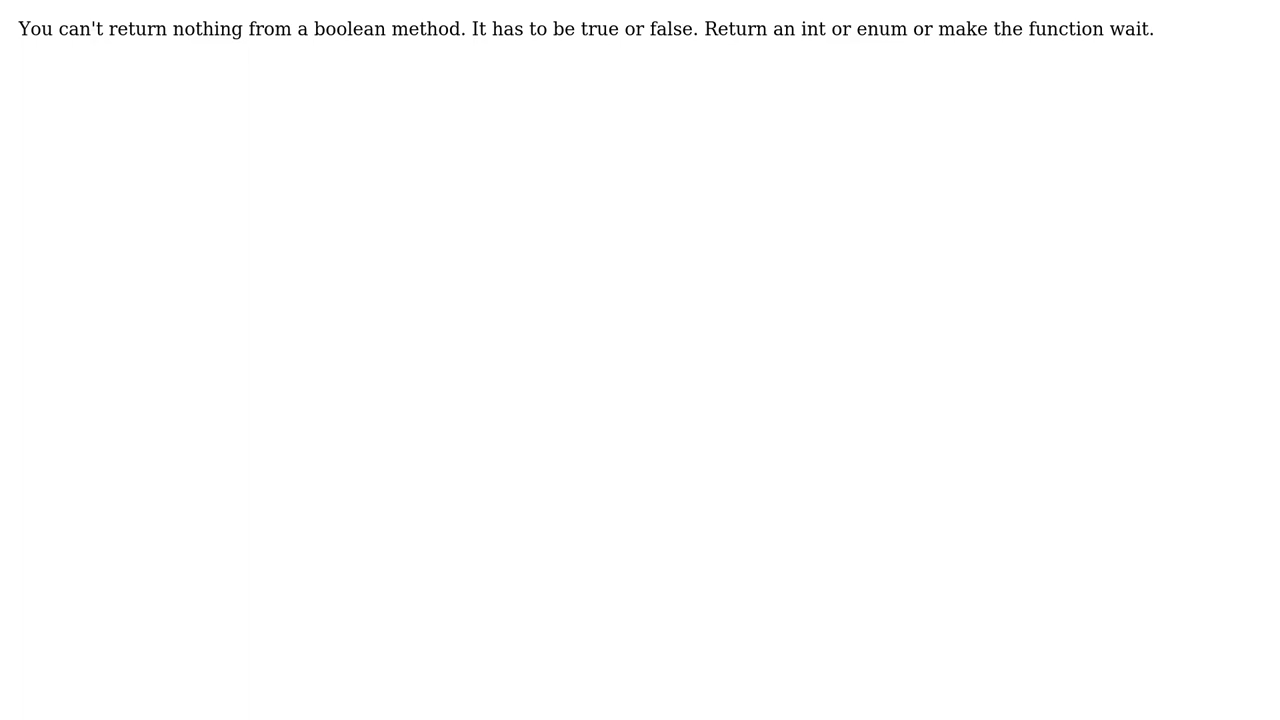 You can't return nothing from a boolean method. It has to be true or false. Return an int or enum or make the function wait.